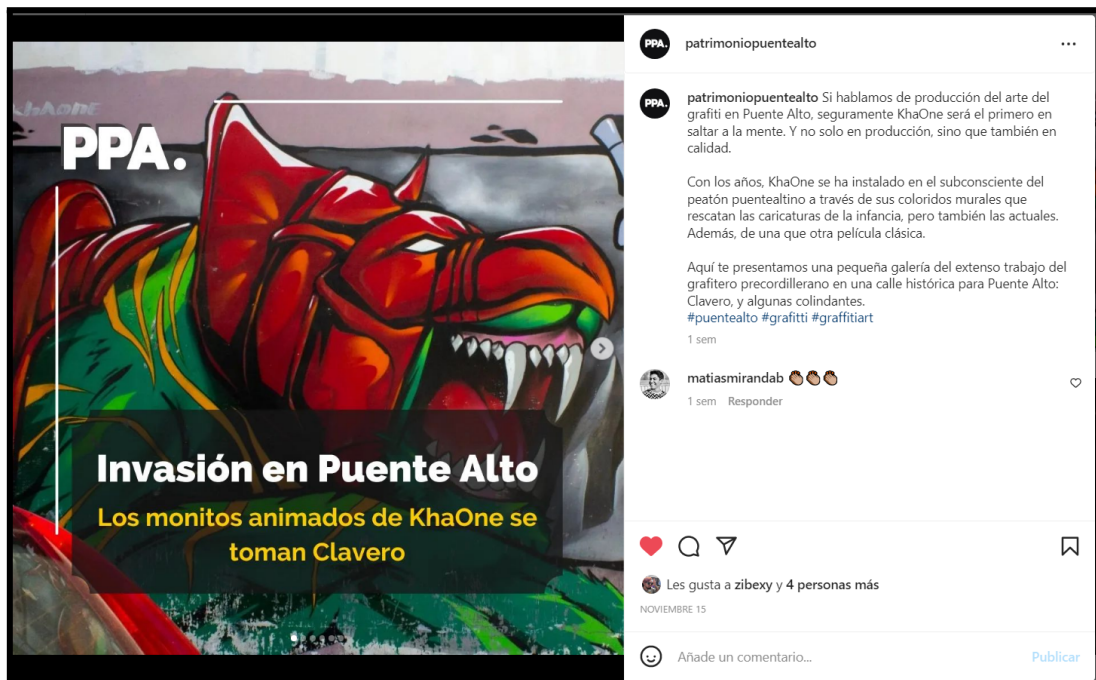 KhAONE
PPA.
Invasión en Puente Alto
Los monitos animados de KhaOne se
toman Clavero
PPA.
patrimoniopuentealto
PPA.
patrimoniopuentealto Si hablamos de producción del arte del
grafiti en Puente Alto, seguramente KhaOne será el primero en
saltar a la mente. Y no solo en producción, sino que también en
calidad.
Con los años, KhaOne se ha instalado en el subconsciente del
peatón puentealtino a través de sus coloridos murales que
rescatan las caricaturas de la infancia, pero también las actuales.
Además, de una que otra película clásica.
Aquí te presentamos una pequeña galería del extenso trabajo del
grafitero precordillerano en una calle histórica para Puente Alto:
Clavero, y algunas colindantes.
#puentealto #grafitti #graffitiart
1 sem
matiasmirandab 👏🏽👏🏽👏🏽
1 sem Responder
Les gusta a zibexy y 4 personas más
NOVIEMBRE 15
Añade un comentario...
Publicar